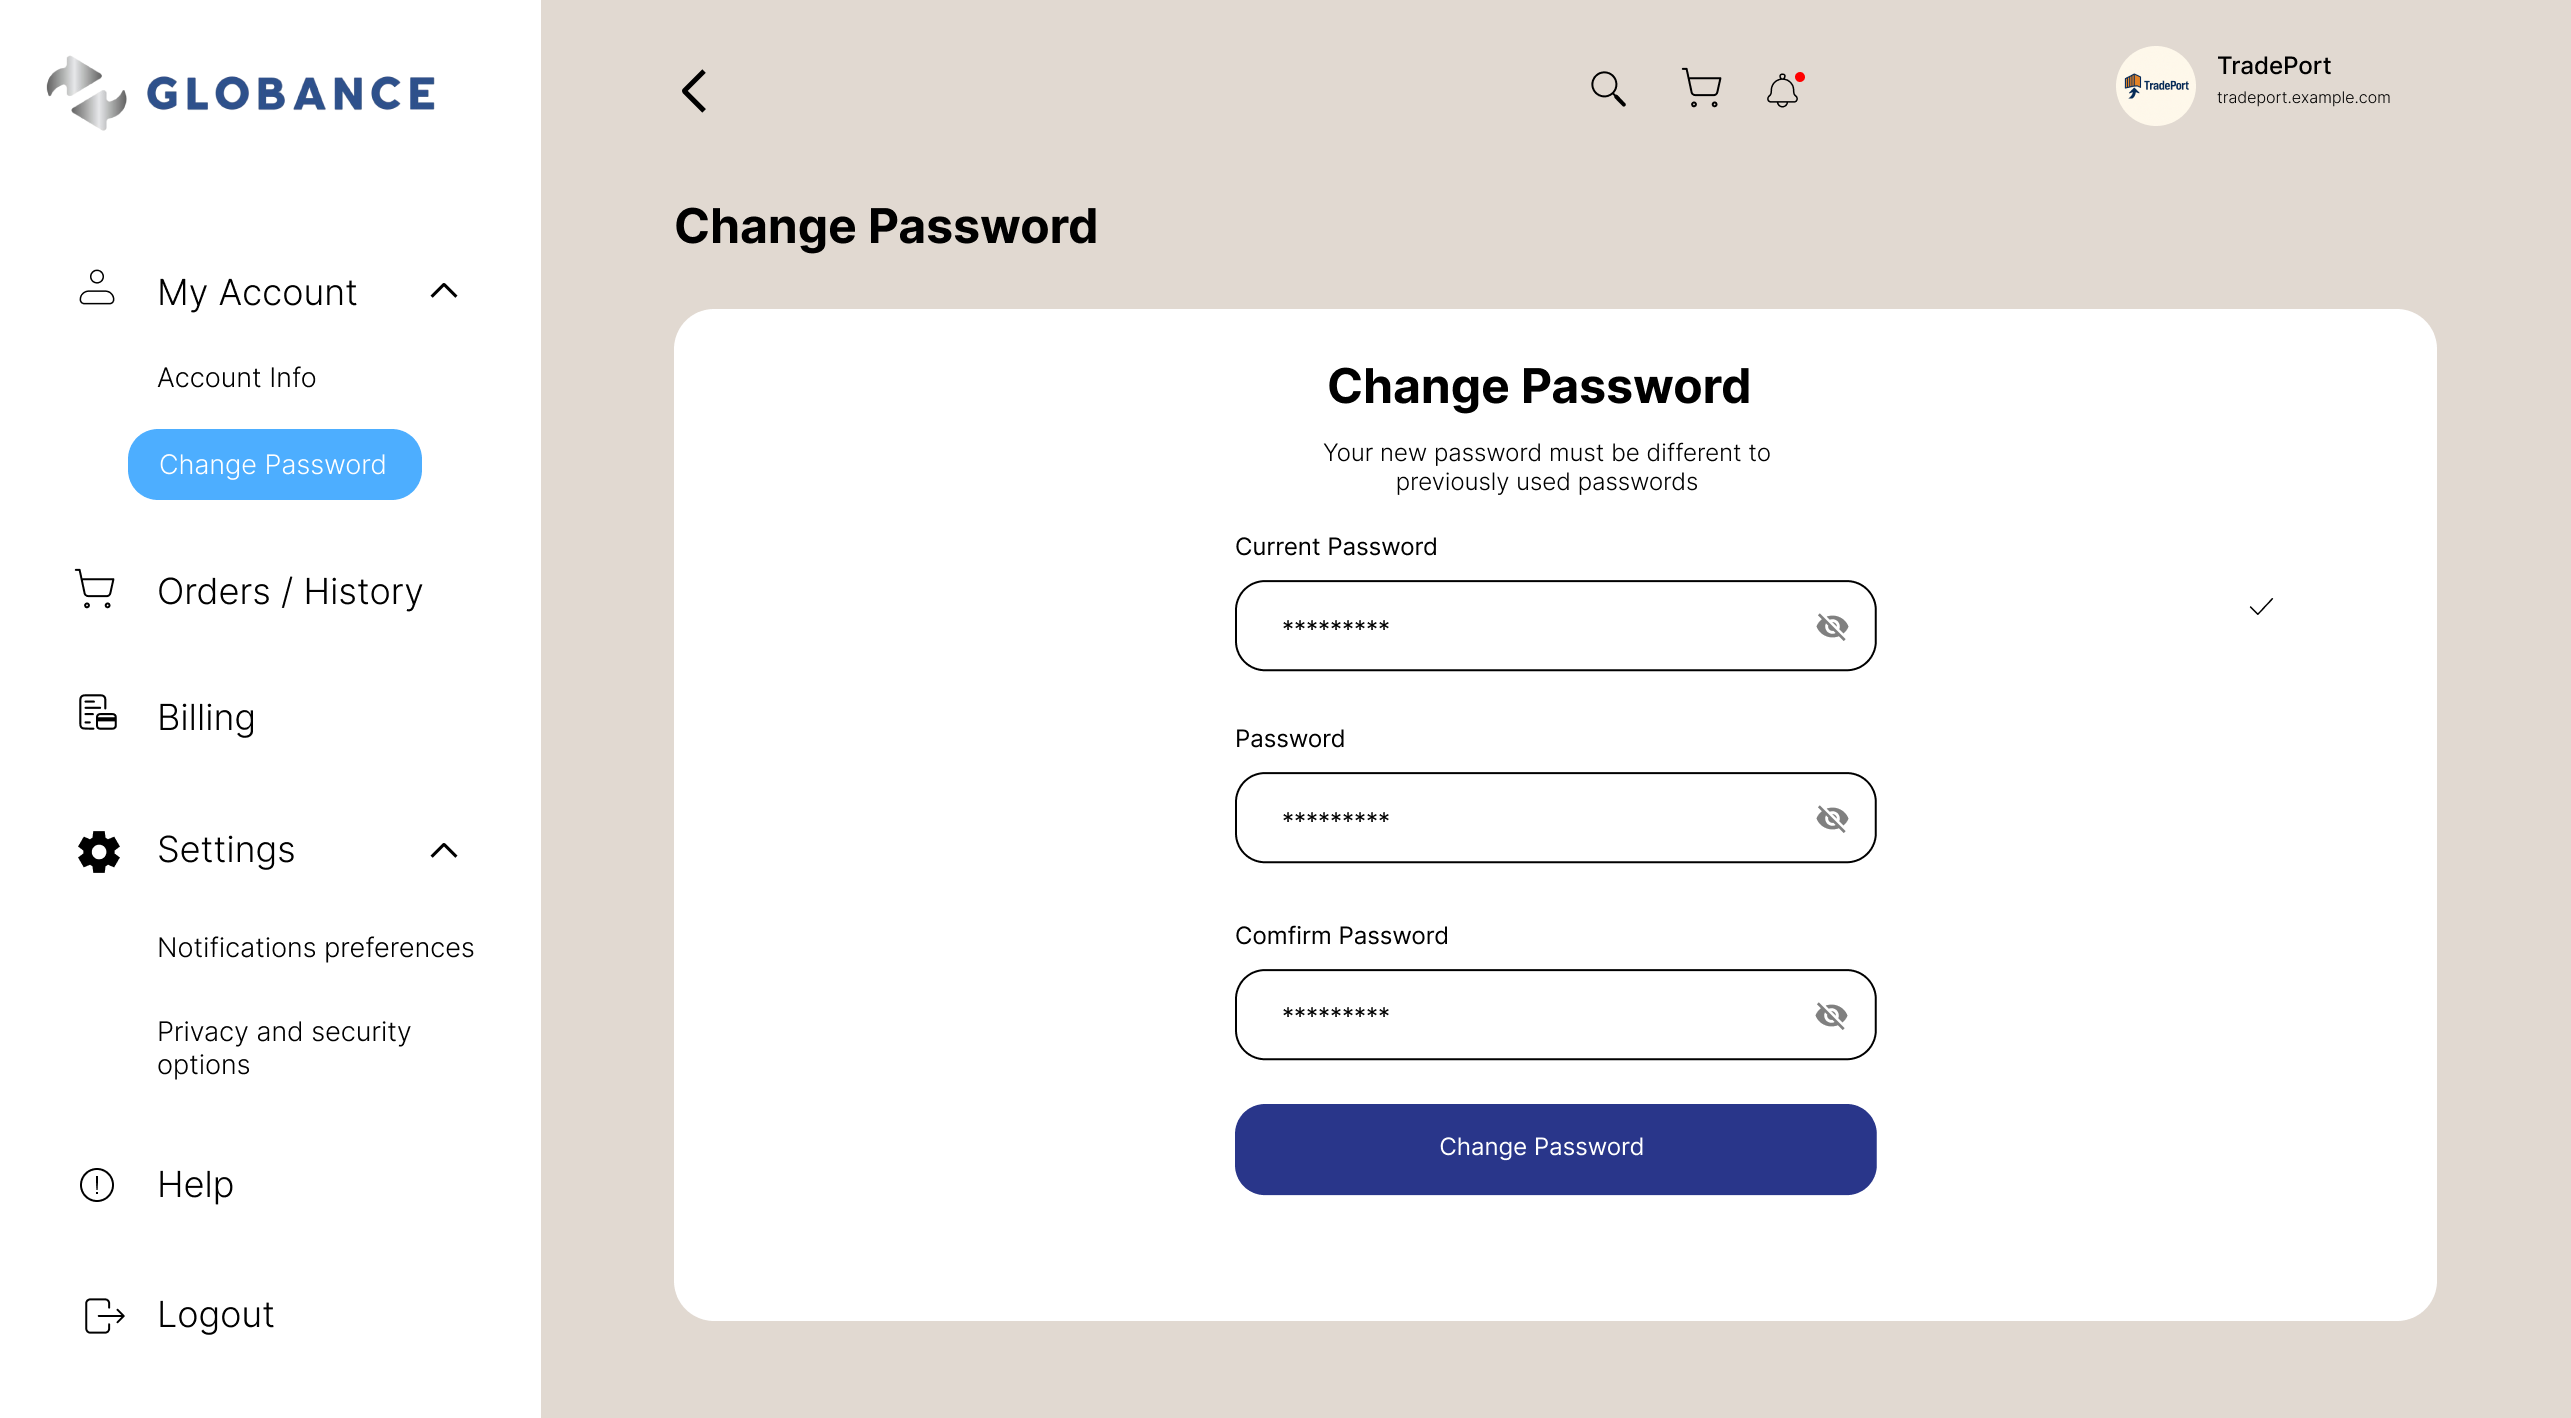 GLOBANCE
My Account
Account Info
Change Password
Orders / History
Billing
Settings
Notifications preferences
Privacy and security
options
Help
Logout
TradePort
TradePort
tradeport.example.com
Change Password
Change Password
Your new password must be different to
previously used passwords
Current Password
*********
Password
*********
Comfirm Password
*********
Change Password